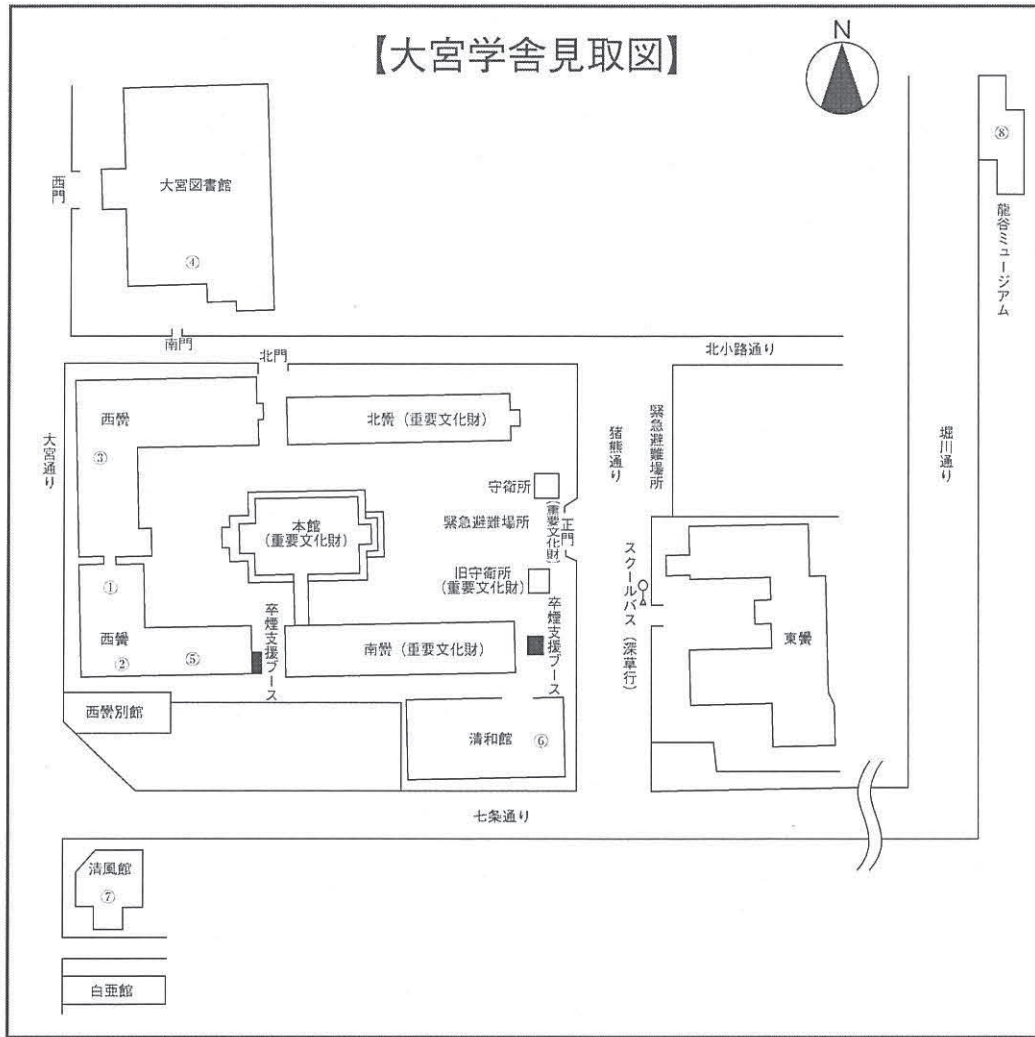 【大宮学舎見取図】
N
⑧
龍谷ミュージアム
西門
大宮図書館
④
南門
北門
北小路通り
西黌
③
大宮通り
北黌（重要文化財）
猪熊通り
緊急避難場所
堀川通り
守衛所
緊急避難場所
正門
（重要文化財）
本館
（重要文化財）
旧守衛所
（重要文化財）
スクールバス（深草行）
①
西黌
②
⑤
卒煙支援ブース
南黌（重要文化財）
卒煙支援ブース
東黌
西黌別館
清和館
⑥
七条通り
清風館
⑦
白亜館